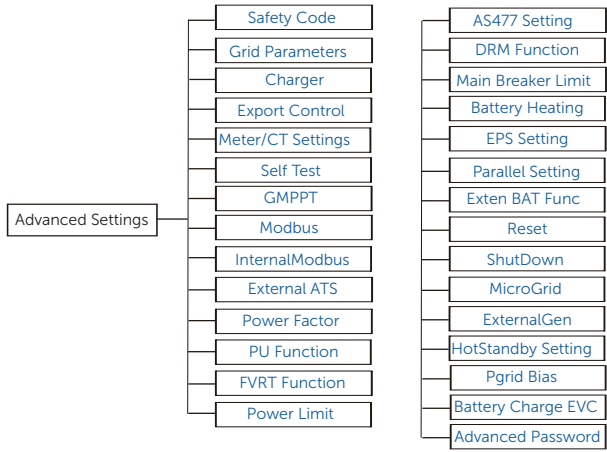 Advanced Settings
Safety Code
Grid Parameters
Charger
Export Control
Meter/CT Settings
Self Test
GMPPT
Modbus
InternalModbus
External ATS
Power Factor
PU Function
FVRT Function
Power Limit
AS477 Setting
DRM Function
Main Breaker Limit
Battery Heating
EPS Setting
Parallel Setting
Exten BAT Func
Reset
ShutDown
MicroGrid
ExternalGen
HotStandby Setting
Pgrid Bias
Battery Charge EVC
Advanced Password